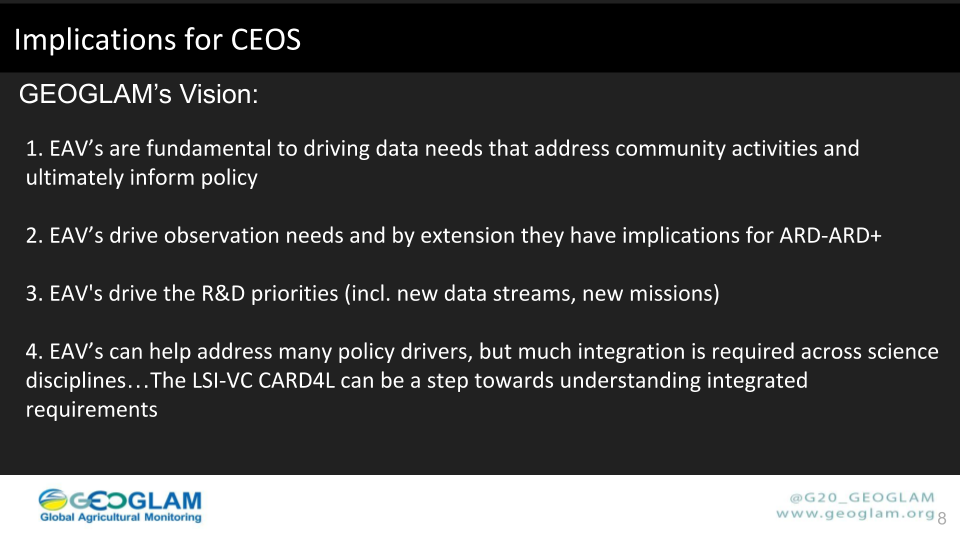 Implications for CEOS
GEOGLAM’s Vision:
1. EAV’s are fundamental to driving data needs that address community activities and
ultimately inform policy
2. EAV’s drive observation needs and by extension they have implications for ARD-ARD+
3. EAV's drive the R&D priorities (incl. new data streams, new missions)
4. EAV’s can help address many policy drivers, but much integration is required across science
disciplines…The LSI-VC CARD4L can be a step towards understanding integrated
requirements
GEOGLAM
Global Agricultural Monitoring
@G20_GEOGLAM
www.geoglam.org
8